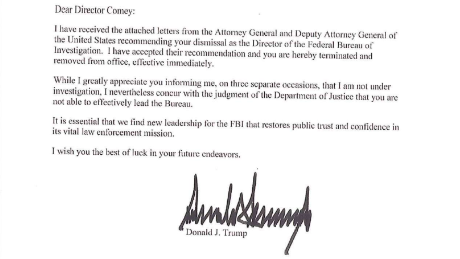 Dear Director Comey:
I have received the attached letters from the Attorney General and Deputy Attorney General of
the United States recommending your dismissal as the Director of the Federal Bureau of
Investigation. I have accepted their recommendation and you are hereby terminated and
removed from office, effective immediately.
While I greatly appreciate you informing me, on three separate occasions, that I am not under
investigation, I nevertheless concur with the judgment of the Department of Justice that you are
not able to effectively lead the Bureau.
It is essential that we find new leadership for the FBI that restores public trust and confidence in
its vital law enforcement mission.
I wish you the best of luck in your future endeavors.
Donald J. Trump